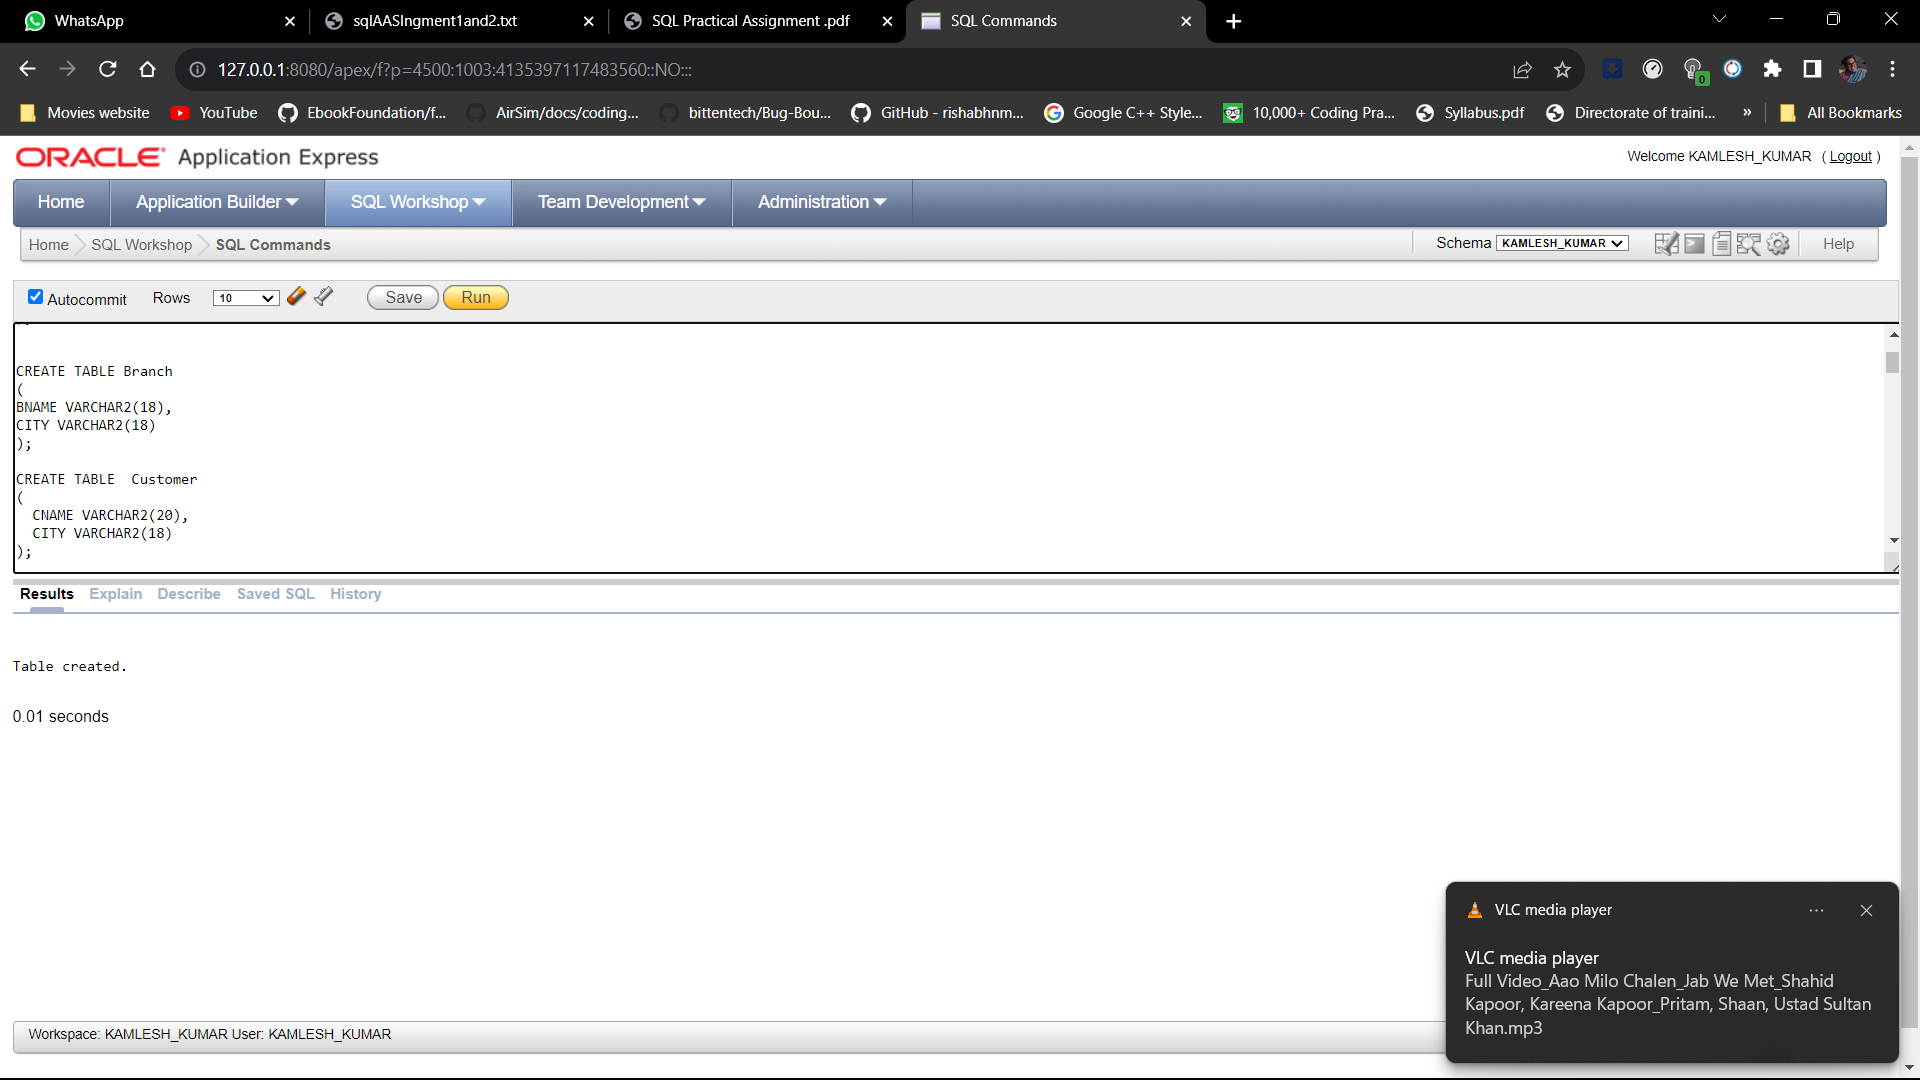 WhatsApp
sqlAASIngment1and2.txt
SQL Practical Assignment .pdf
SQL Commands
127.0.0.1:8080/apex/f?p=4500:1003:4135397117483560::NO:::
0
Movies website
YouTube
EbookFoundation/f...
AirSim/docs/coding...
bittentech/Bug-Bou...
GitHub - rishabhnm...
Google C++ Style...
10,000+ Coding Pra...
Syllabus.pdf
Directorate of traini...
»
All Bookmarks
ORACLE Application Express
Welcome KAMLESH_KUMAR ( Logout )
Home
Application Builder
SQL Workshop
Team Development
Administration
Home
SQL Workshop
SQL Commands
Schema KAMLESH_KUMAR
Help
Autocommit
Rows
10
Save
Run
CREATE TABLE Branch
(
BNAME VARCHAR2(18),
CITY VARCHAR2(18)
);
CREATE TABLE  Customer
(
  CNAME VARCHAR2(20),
  CITY VARCHAR2(18)
);
Results
Explain
Describe
Saved SQL
History
Table created.
0.01 seconds
Workspace: KAMLESH_KUMAR User: KAMLESH_KUMAR
VLC media player
VLC media player
Full Video_Aao Milo Chalen_Jab We Met_Shahid
Kapoor, Kareena Kapoor_Pritam, Shaan, Ustad Sultan
Khan.mp3